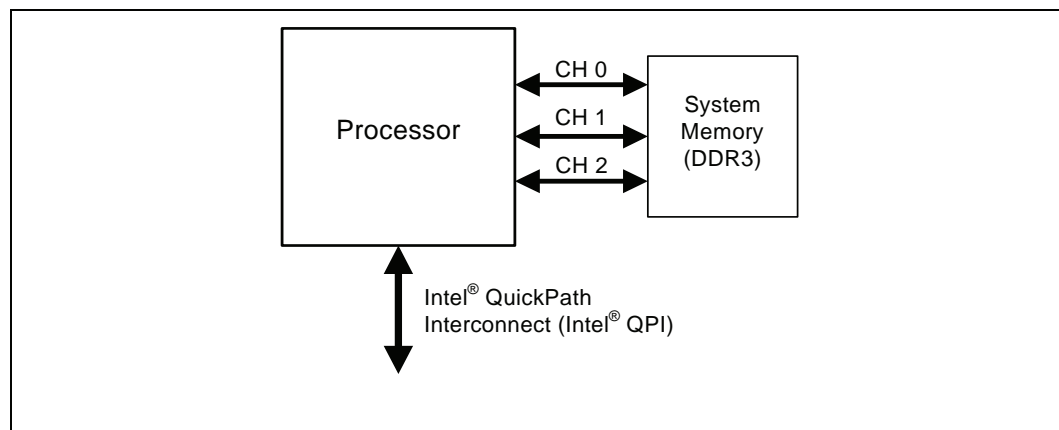 CH 0
CH 1
CH 2
Processor
System
Memory
(DDR3)
Intel® QuickPath
Interconnect (Intel® QPI)